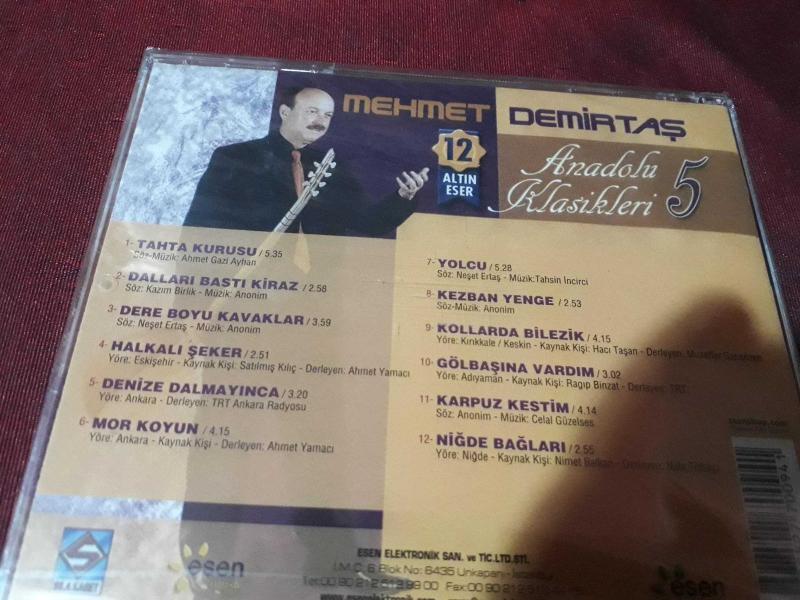 MEHMET DEMİRTAŞ
12
ALTIN
ESER
Anadolu
Klasikleri 5
1- TAHTA KURUSU / 5.35
Söz-Müzik: Ahmet Gazi Ayhan
2- DALLARI BASTI KİRAZ / 2.58
Söz: Kazım Birlik - Müzik: Anonim
3- DERE BOYU KAVAKLAR / 3.59
Söz: Neşet Ertaş - Müzik: Anonim
4- HALKALI ŞEKER / 2.51
Yöre: Eskişehir - Kaynak Kişi: Satılmış Kılıç - Derleyen: Ahmet Yamacı
5- DENİZE DALMAYINCA / 3.20
Yöre: Ankara - Derleyen: TRT Ankara Radyosu
6- MOR KOYUN / 4.15
Yöre: Ankara - Kaynak Kişi - Derleyen: Ahmet Yamacı
7- YOLCU / 5.28
Söz: Neşet Ertaş - Müzik:Tahsin İncirci
8- KEZBAN YENGE / 2.53
Söz-Müzik: Anonim
9- KOLLARDA BİLEZİK / 4.15
Yöre: Kırıkkale / Keskin - Kaynak Kişi: Hacı Taşan - Derleyen: Muzaffer
10- GÖLBAŞINA VARDIM / 3.02
Yöre: Adıyaman - Kaynak Kişi: Ragıp Binzat - Derleyen: TRT
11- KARPUZ KESTİM / 4.14
Söz: Anonim - Müzik: Celal Güzelses
12- NİĞDE BAĞLARI / 2.55
Yöre: Niğde - Kaynak Kişi: Nimet
esen
ESEN ELEKTRONİK SAN. ve TİC.LTD.ŞTİ.
İ.M.Ç. 6 Blok No: 6435 Unkapanı - İstanbul
esen